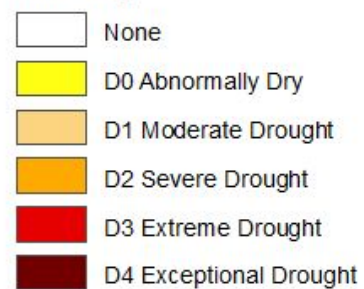 None
D0 Abnormally Dry
D1 Moderate Drought
D2 Severe Drought
D3 Extreme Drought
D4 Exceptional Drought